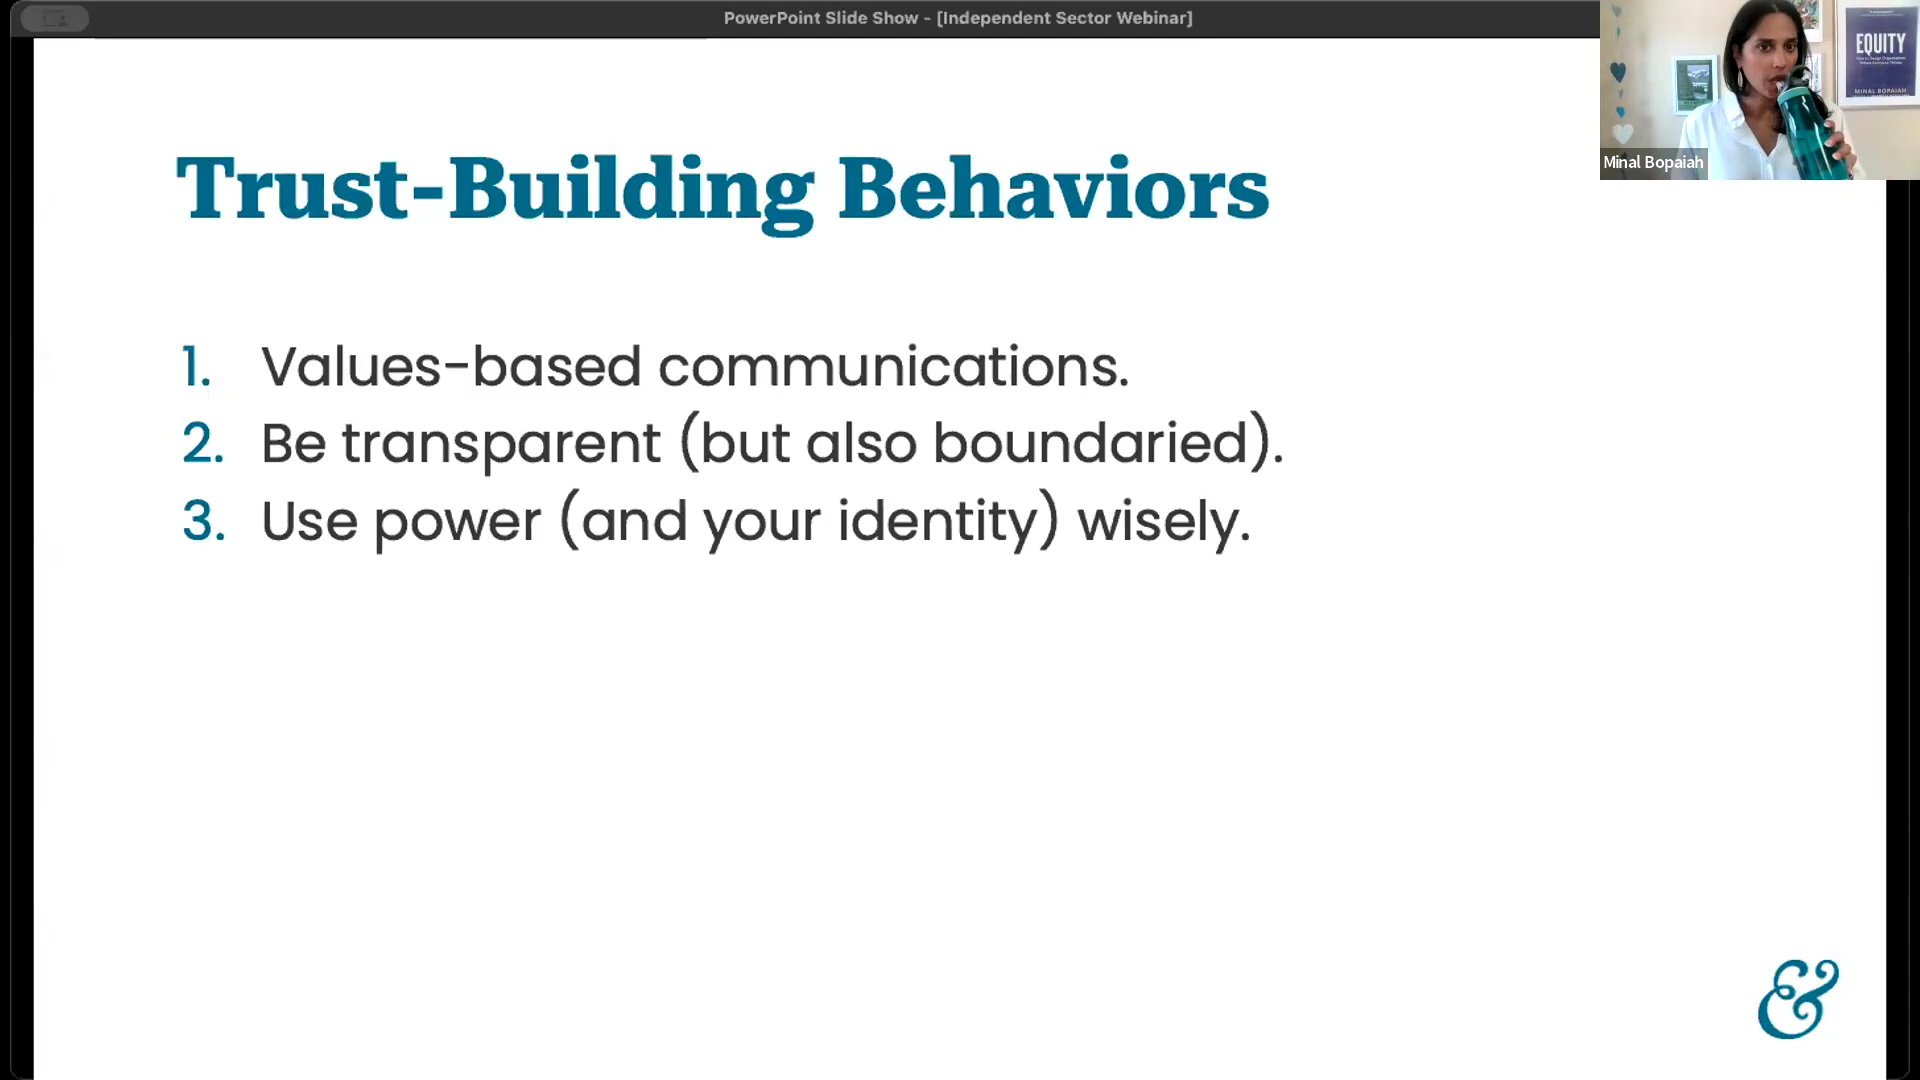 PowerPoint Slide Show - [Independent Sector Webinar]
EQUITY
MINAL BOPAIAH
Minal Bopaiah
Trust-Building Behaviors
1. Values-based communications.
2. Be transparent (but also boundaried).
3. Use power (and your identity) wisely.
&